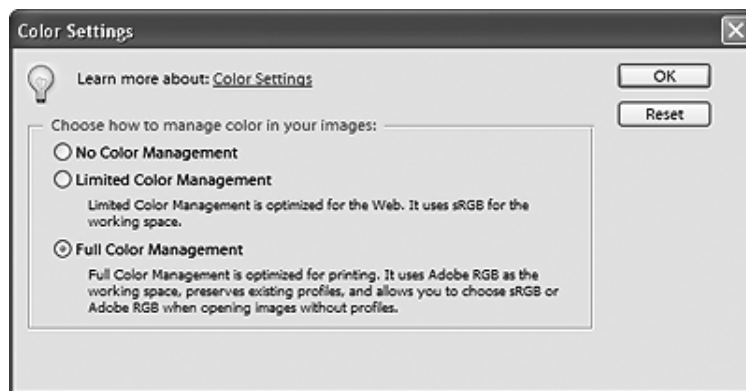 Color Settings
Learn more about: Color Settings
OK
Reset
Choose how to manage color in your images:
No Color Management
Limited Color Management
Limited Color Management is optimized for the Web. It uses sRGB for the
working space.
Full Color Management
Full Color Management is optimized for printing. It uses Adobe RGB as the
working space, preserves existing profiles, and allows you to choose sRGB or
Adobe RGB when opening images without profiles.